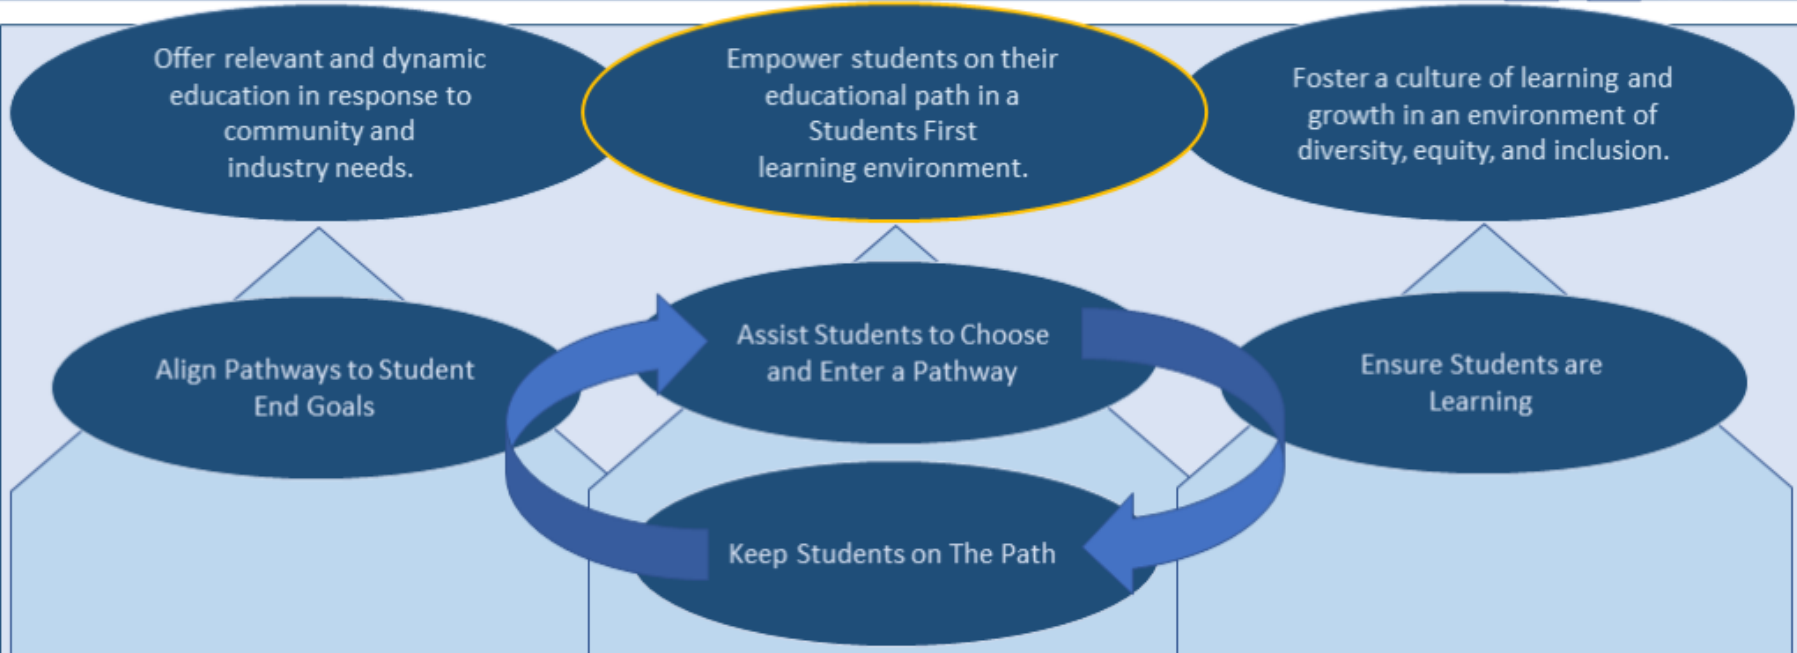 Offer relevant and dynamic
education in response to
community and
industry needs.
Empower students on their
educational path in a
Students First
learning environment.
Foster a culture of learning and
growth in an environment of
diversity, equity, and inclusion.
Align Pathways to Student
End Goals
Assist Students to Choose
and Enter a Pathway
Ensure Students are
Learning
Keep Students on The Path